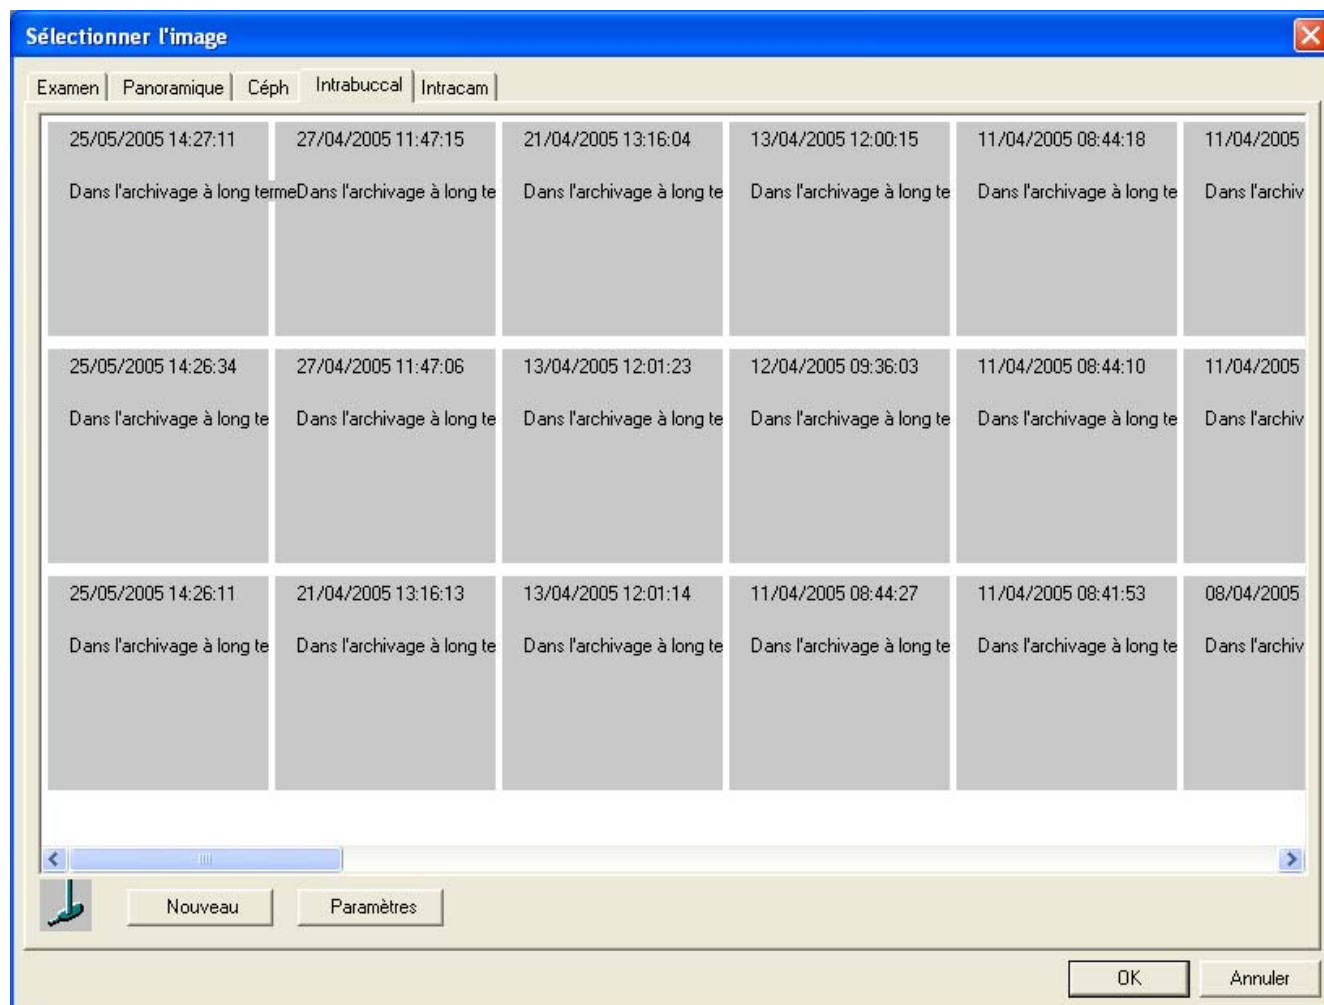 Sélectionner l'image
Examen Panoramique Céph Intrabuccal Intracam
25/05/2005 14:27:11 27/04/2005 11:47:15 21/04/2005 13:16:04 13/04/2005 12:00:15 11/04/2005 08:44:18 11/04/2005
Dans l'archivage à long termeDans l'archivage à long te Dans l'archivage à long te Dans l'archivage à long te Dans l'archivage à long te Dans l'archiv
25/05/2005 14:26:34 27/04/2005 11:47:06 13/04/2005 12:01:23 12/04/2005 09:36:03 11/04/2005 08:44:10 11/04/2005
Dans l'archivage à long te Dans l'archivage à long te Dans l'archivage à long te Dans l'archivage à long te Dans l'archivage à long te Dans l'archiv
25/05/2005 14:26:11 21/04/2005 13:16:13 13/04/2005 12:01:14 11/04/2005 08:44:27 11/04/2005 08:41:53 08/04/2005
Dans l'archivage à long te Dans l'archivage à long te Dans l'archivage à long te Dans l'archivage à long te Dans l'archivage à long te Dans l'archiv
Nouveau Paramètres
OK Annuler